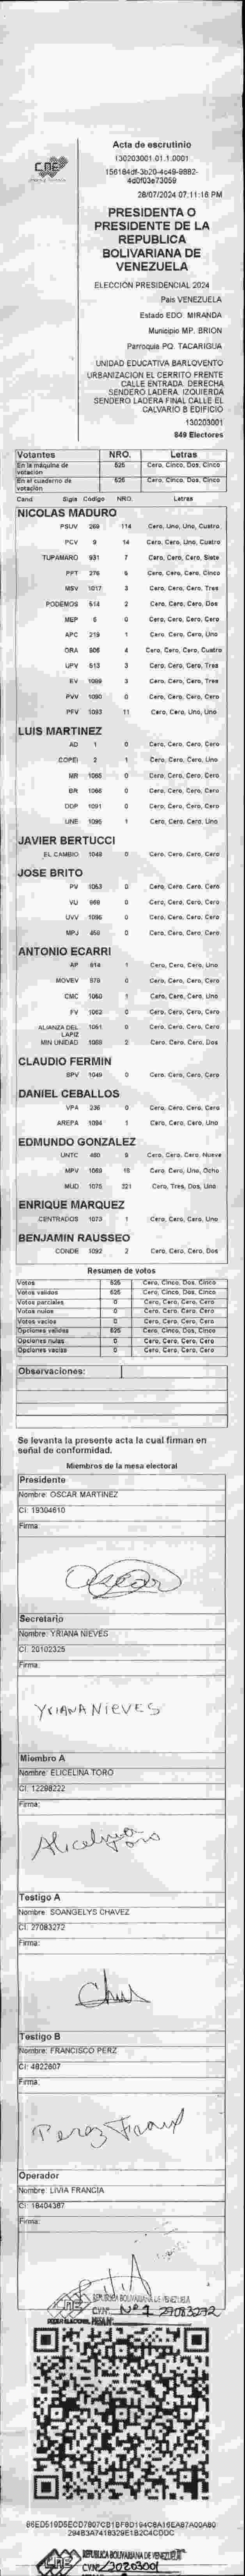 CNE
Acta de escrutinio
130203001.01.1.0001
28/07/2024 07:11:16 PM
PRESIDENTA O
PRESIDENTE DE LA
REPUBLICA
BOLIVARIANA DE
VENEZUELA
ELECCIÓN PRESIDENCIAL 2024
Pais VENEZUELA
Estado EDO. MIRANDA
Municipio MP. BRION
Parroquia PQ. TACARIGUA
UNIDAD EDUCATIVA BARLOVENTO
URBANIZACION EL CERRITO FRENTE
CALLE ENTRADA. DERECHA
SENDERO LADERA. IZQUIERDA
SENDERO LADERA FINAL CALLE EL
CALVARIO B EDIFICIO
130203001
849 Electores
Votantes NRO. Letras
En la máquina de votación 525 Cero, Cinco, Dos, Cinco
En el cuaderno de votación 525 Cero, Cinco, Dos, Cinco
Cand Sigla Código NRO. Letras
NICOLAS MADURO
PSUV 269 114 Cero, Uno, Uno, Cuatro
PCV 9 14 Cero, Cero, Uno, Cuatro
TUPAMARO 931 7 Cero, Cero, Cero, Siete
PPT 276 5 Cero, Cero, Cero, Cinco
MSV 1017 3 Cero, Cero, Cero, Tres
PODEMOS 514 2 Cero, Cero, Cero, Dos
MEP 6 0 Cero, Cero, Cero, Cero
APC 219 1 Cero, Cero, Cero, Uno
ORA 606 4 Cero, Cero, Cero, Cuatro
UPV 613 3 Cero, Cero, Cero, Tres
EV 1089 3 Cero, Cero, Cero, Tres
PVV 1090 0 Cero, Cero, Cero, Cero
PFV 1093 11 Cero, Cero, Uno, Uno
LUIS MARTINEZ
AD 1 0 Cero, Cero, Cero, Cero
COPEI 2 1 Cero, Cero, Cero, Uno
MR 1065 0 Cero, Cero, Cero, Cero
BR 1066 0 Cero, Cero, Cero, Cero
DDP 1091 0 Cero, Cero, Cero, Cero
UNE 1095 1 Cero, Cero, Cero, Uno
JAVIER BERTUCCI
EL CAMBIO 1048 0 Cero, Cero, Cero, Cero
JOSE BRITO
PV 1053 0 Cero, Cero, Cero, Cero
VU 968 0 Cero, Cero, Cero, Cero
UVV 1096 0 Cero, Cero, Cero, Cero
MPJ 458 0 Cero, Cero, Cero, Cero
ANTONIO ECARRI
AP 914 1 Cero, Cero, Cero, Uno
MOVEV 978 0 Cero, Cero, Cero, Cero
CMC 1050 1 Cero, Cero, Cero, Uno
FV 1062 0 Cero, Cero, Cero, Cero
ALIANZA DEL LAPIZ 1051 0 Cero, Cero, Cero, Cero
MIN UNIDAD 1088 2 Cero, Cero, Cero, Dos
CLAUDIO FERMIN
SPV 1049 0 Cero, Cero, Cero, Cero
DANIEL CEBALLOS
VPA 236 0 Cero, Cero, Cero, Cero
AREPA 1094 1 Cero, Cero, Cero, Uno
EDMUNDO GONZALEZ
UNTC 480 9 Cero, Cero, Cero, Nueve
MPV 1069 18 Cero, Cero, Uno, Ocho
MUD 1075 321 Cero, Tres, Dos, Uno
ENRIQUE MARQUEZ
CENTRADOS 1073 1 Cero, Cero, Cero, Uno
BENJAMIN RAUSSEO
CONDE 1092 2 Cero, Cero, Cero, Dos
Resumen de votos
Votos 525 Cero, Cinco, Dos, Cinco
Votos validos 525 Cero, Cinco, Dos, Cinco
Votos parciales 0 Cero, Cero, Cero, Cero
Votos nulos 0 Cero, Cero, Cero, Cero
Votos vacios 0 Cero, Cero, Cero, Cero
Opciones validas 525 Cero, Cinco, Dos, Cinco
Opciones nulas 0 Cero, Cero, Cero, Cero
Opciones vacias 0 Cero, Cero, Cero, Cero
Observaciones:
Se levanta la presente acta la cual firman en
señal de conformidad.
Miembros de la mesa electoral
Presidente
Nombre: OSCAR MARTINEZ
CI: 19304610
Firma:
Oscar
Secretario
Nombre: YRIANA NIEVES
CI: 20102325
Firma:
YRIANA NIEVES
Miembro A
Nombre: ELICELINA TORO
CI: 12298222
Firma:
Testigo A
Nombre: SOANGELYS CHAVEZ
CI: 27083272
Firma:
Testigo B
Nombre: FRANCISCO PERZ
CI: 4822607
Firma:
Perez
Operador
Nombre: LIVIA FRANCIA
CI: 18404367
Firma:
CNE REPUBLICA BOLIVARIANA DE VENEZUELA
PODER ELECTORAL Nº 1 27083272
CNE REPUBLICA BOLIVARIANA DE VENEZUELA
130203001